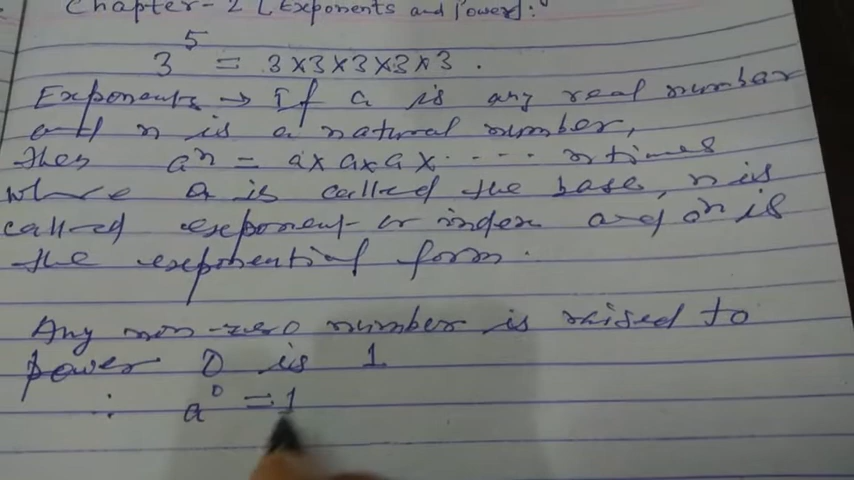 Chapter-2 [Exponents and Power]:
3^5 = 3×3×3×3×3.
Exponents → If a is any real number
and n is a natural number,
then a^n = a×a×a×..... n times
where a is called the base, n is
called exponent or index and a^n is
the exponential form.
Any non-zero number is raised to
power 0 is 1
∴ a^0 = 1